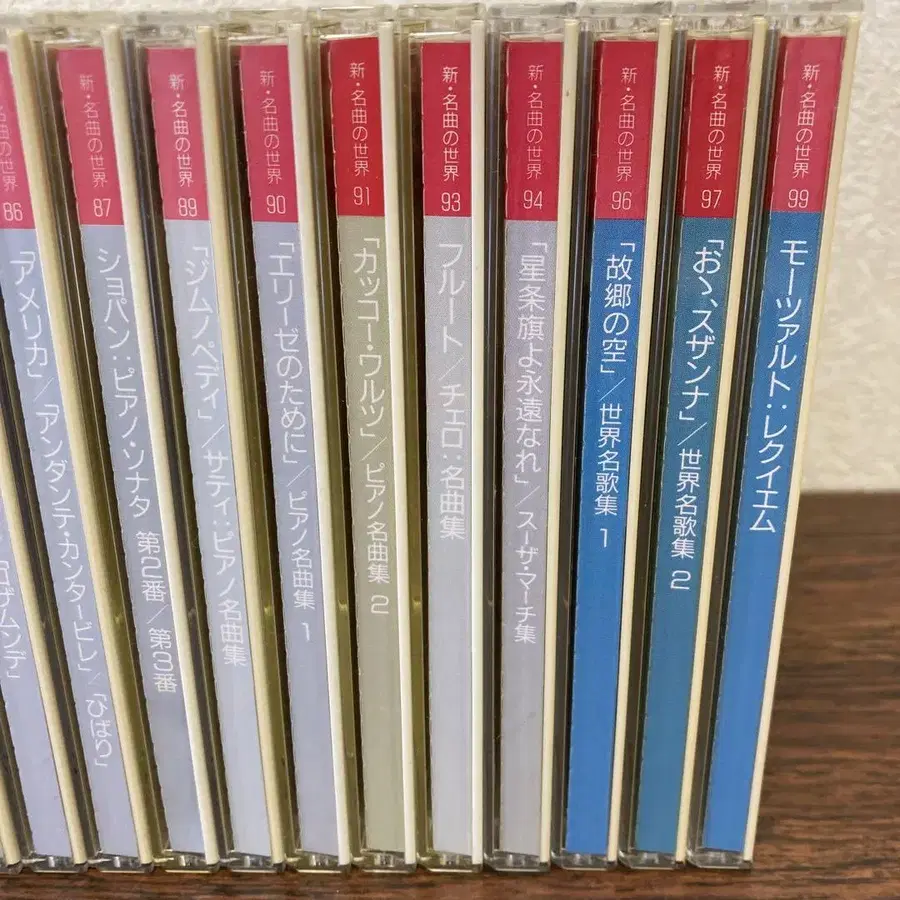 新・名曲の世界 86 「アメリカ」/「アンダンテ・カンタービレ」/「ひばり」
新・名曲の世界 87 ショパン:ピアノ・ソナタ 第2番/第3番
新・名曲の世界 89 「ジムノペディ」/サティ:ピアノ名曲集
新・名曲の世界 90 「エリーゼのために」/ピアノ名曲集 1
新・名曲の世界 91 「カッコー・ワルツ」/ピアノ名曲集 2
新・名曲の世界 93 フルート/チェロ:名曲集
新・名曲の世界 94 「星条旗よ永遠なれ」/スーザ・マーチ集
新・名曲の世界 96 「故郷の空」/世界名歌集 1
新・名曲の世界 97 「おゝ、スザンナ」/世界名歌集 2
新・名曲の世界 99 モーツァルト:レクイエム